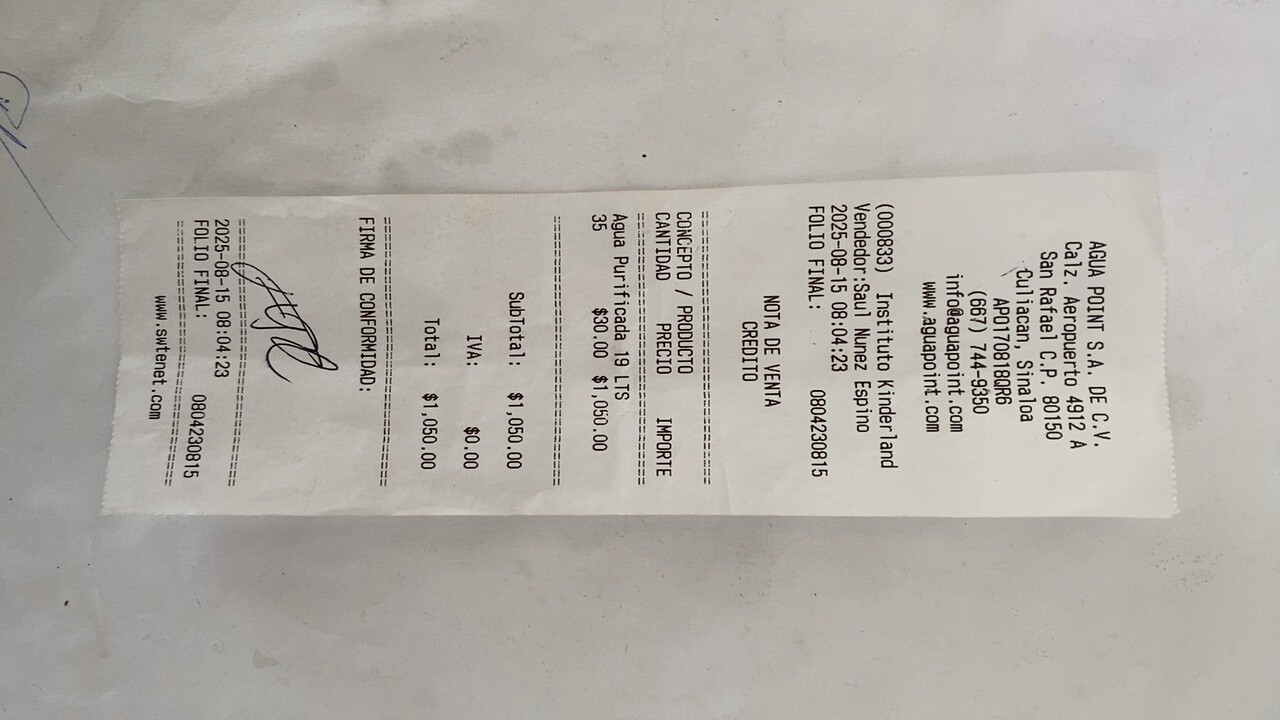 AGUA POINT S.A. DE C.V.
Calz. Aeropuerto 4912 A
San Rafael C.P. 80150
Culiacan, Sinaloa
APO170818QR6
(667) 744-9350
info@aguapoint.com
www.aguapoint.com
(000833) Instituto Kinderland
Vendedor:Saul Nunez Espino
2025-08-15 08:04:23
FOLIO FINAL: 0804230815
NOTA DE VENTA
CREDITO
CONCEPTO / PRODUCTO
CANTIDAD PRECIO IMPORTE
Agua Purificada 19 LTS
35 $30.00 $1,050.00
SubTotal: $1,050.00
IVA: $0.00
Total: $1,050.00
FIRMA DE CONFORMIDAD:
2025-08-15 08:04:23
FOLIO FINAL: 0804230815
www.swtenet.com